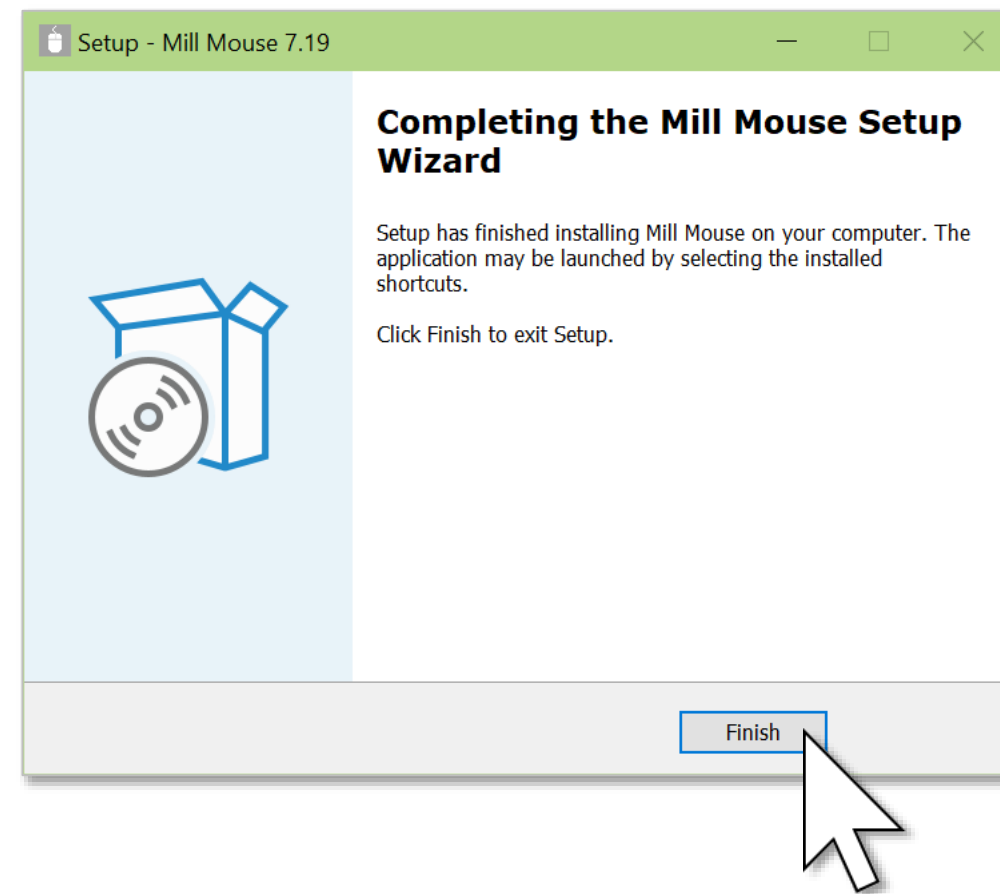 Setup - Mill Mouse 7.19
Completing the Mill Mouse Setup
Wizard
Setup has finished installing Mill Mouse on your computer. The
application may be launched by selecting the installed
shortcuts.
Click Finish to exit Setup.
Finish